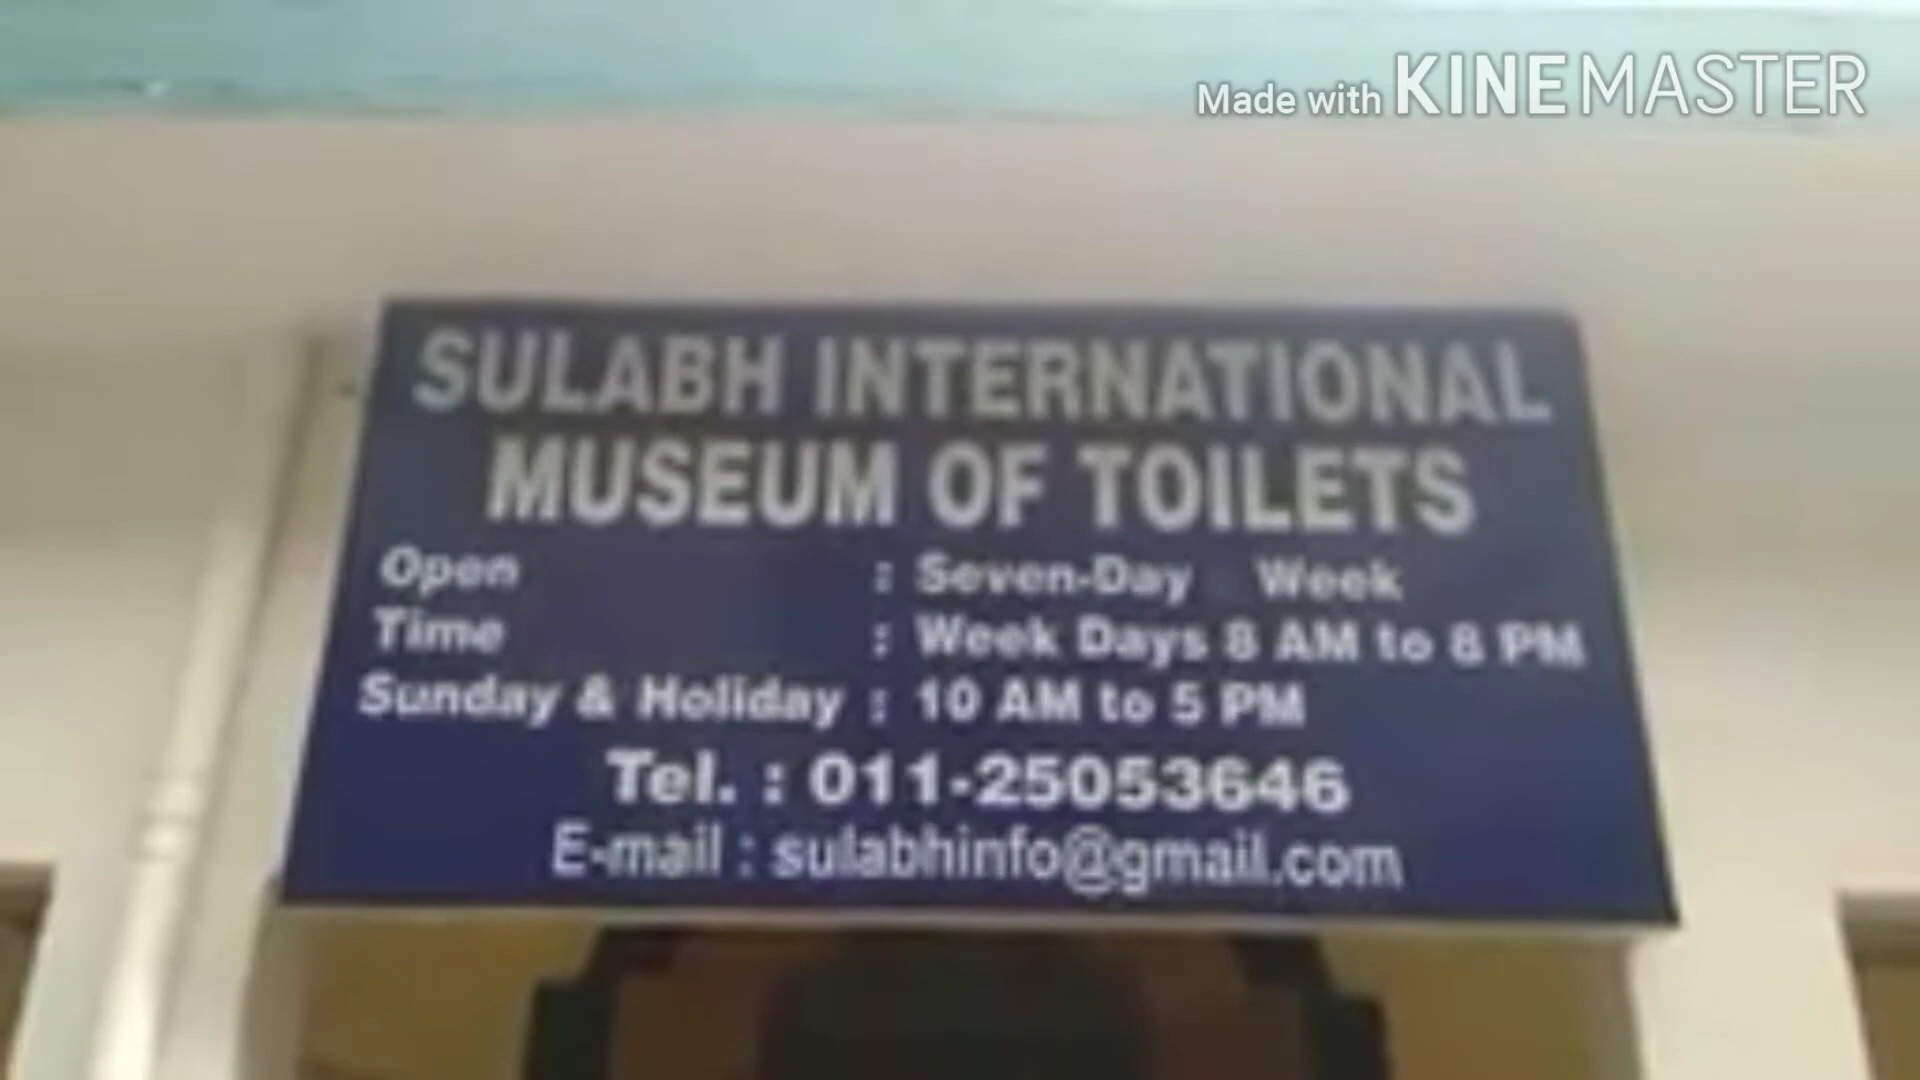 Made with KINEMASTER
SULABH INTERNATIONAL
MUSEUM OF TOILETS
Open : Seven-Day Week
Time : Week Days 8 AM to 8 PM
Sunday & Holiday : 10 AM to 5 PM
Tel. : 011-25053646
E-mail : sulabhinfo@gmail.com